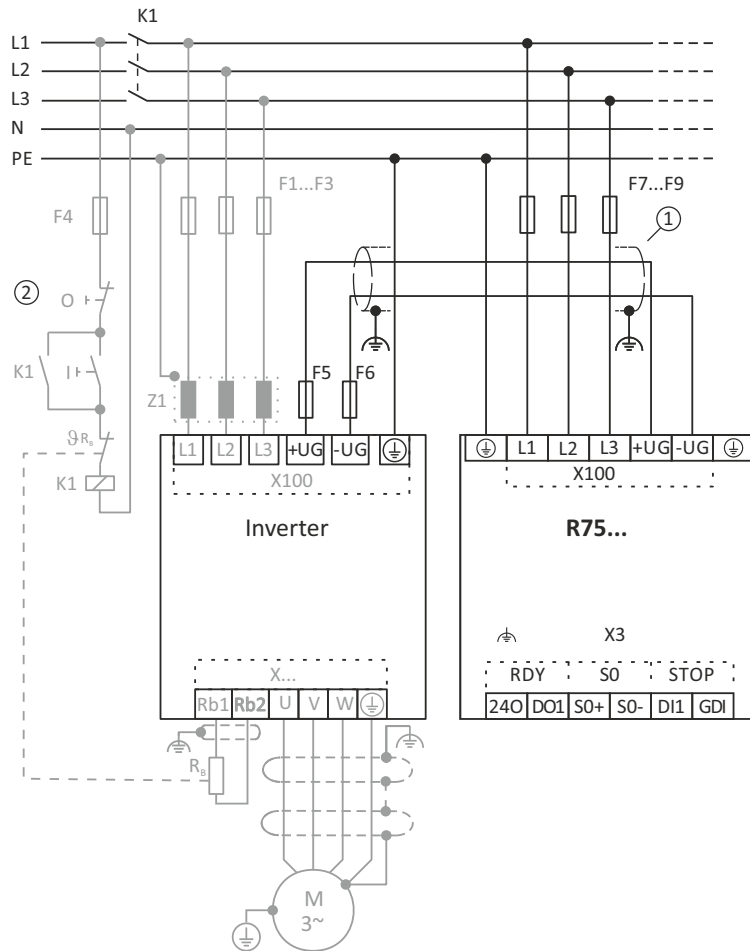 K1
L1
L2
L3
N
PE
F4
F1...F3
F7...F9
1
2
O
K1
I
Z1
F5
F6
ϑRB
K1
L1 L2 L3 +UG -UG
X100
Inverter
L1 L2 L3 +UG -UG
X100
R75...
X3
X...
Rb1 Rb2 U V W
RDY S0 STOP
24O DO1 S0+ S0- DI1 GDI
RB
M
3~